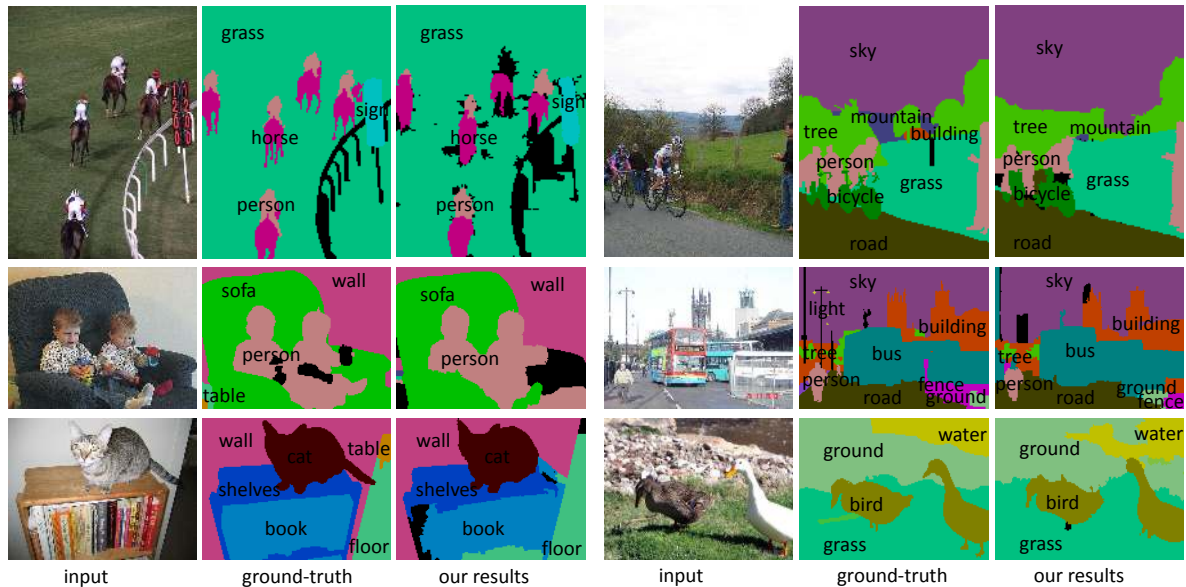 grass
horse
person
sign
grass
horse
person
sign
sky
mountain
tree
building
person
grass
bicycle
road
sky
tree
mountain
person
grass
bicycle
road
sofa
wall
person
table
sofa
wall
person
sky
light
building
bus
tree
person
fence
road
ground
sky
building
bus
tree
person
ground
road
fence
wall
table
cat
shelves
book
floor
wall
cat
shelves
book
floor
water
ground
bird
grass
water
ground
bird
grass
input ground-truth our results input ground-truth our results